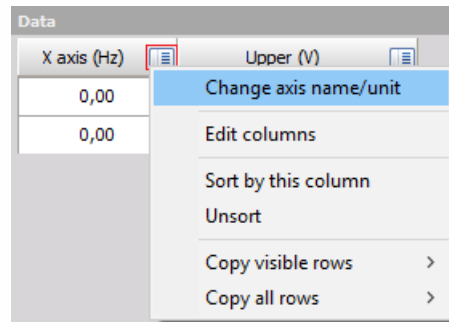 Data
X axis (Hz) Upper (V)
0,00
0,00
Change axis name/unit
Edit columns
Sort by this column
Unsort
Copy visible rows >
Copy all rows >